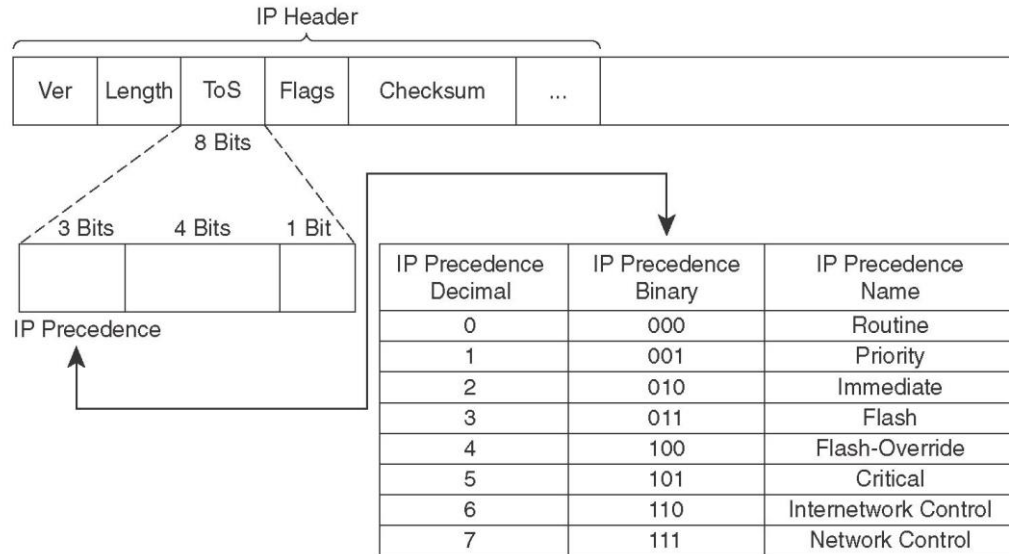 IP Header
Ver Length ToS Flags Checksum ...
8 Bits
3 Bits 4 Bits 1 Bit
IP Precedence
IP Precedence Decimal IP Precedence Binary IP Precedence Name
0 000 Routine
1 001 Priority
2 010 Immediate
3 011 Flash
4 100 Flash-Override
5 101 Critical
6 110 Internetwork Control
7 111 Network Control